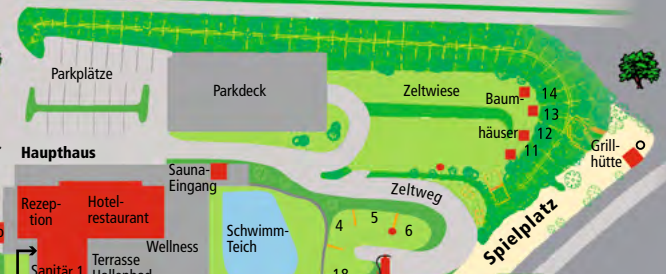 Parkplätze
Parkdeck
Zeltwiese
Baum-
häuser
14
13
12
11
Grill-
hütte
Haupthaus
Sauna-
Eingang
Zeltweg
Spielplatz
Rezep-
tion
Hotel-
restaurant
Schwimm-
Teich
4
5
6
Wellness
Terrasse
Hallenbad
Sanitär 1
18